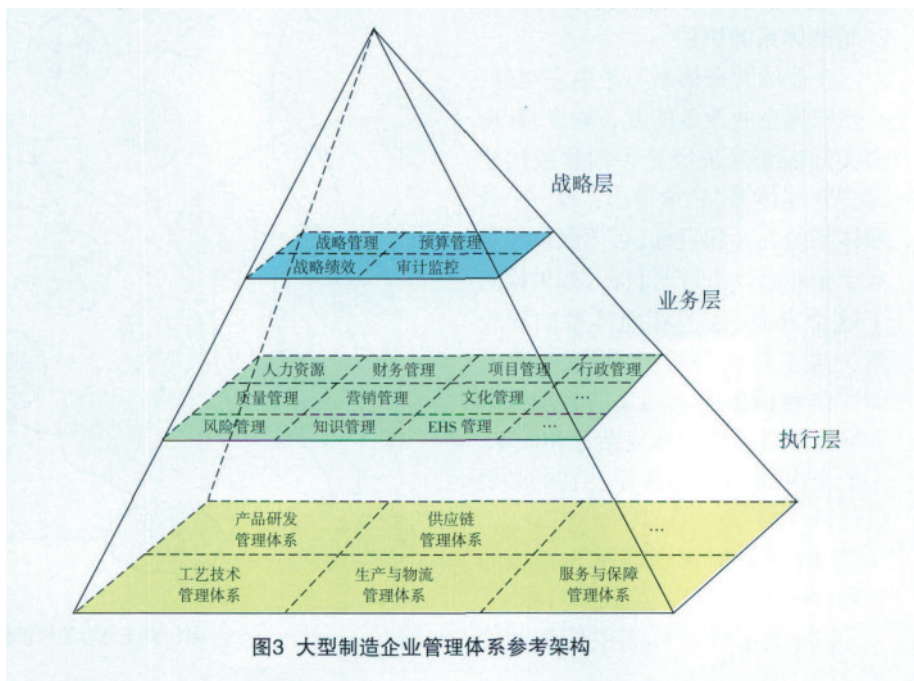 战略层
战略管理 预算管理
战略绩效 审计监控
业务层
人力资源 财务管理 项目管理 行政管理
质量管理 营销管理 文化管理 …
风险管理 知识管理 EHS 管理 …
执行层
产品研发 供应链 …
管理体系 管理体系
工艺技术 生产与物流 服务与保障
管理体系 管理体系 管理体系
图3 大型制造企业管理体系参考架构